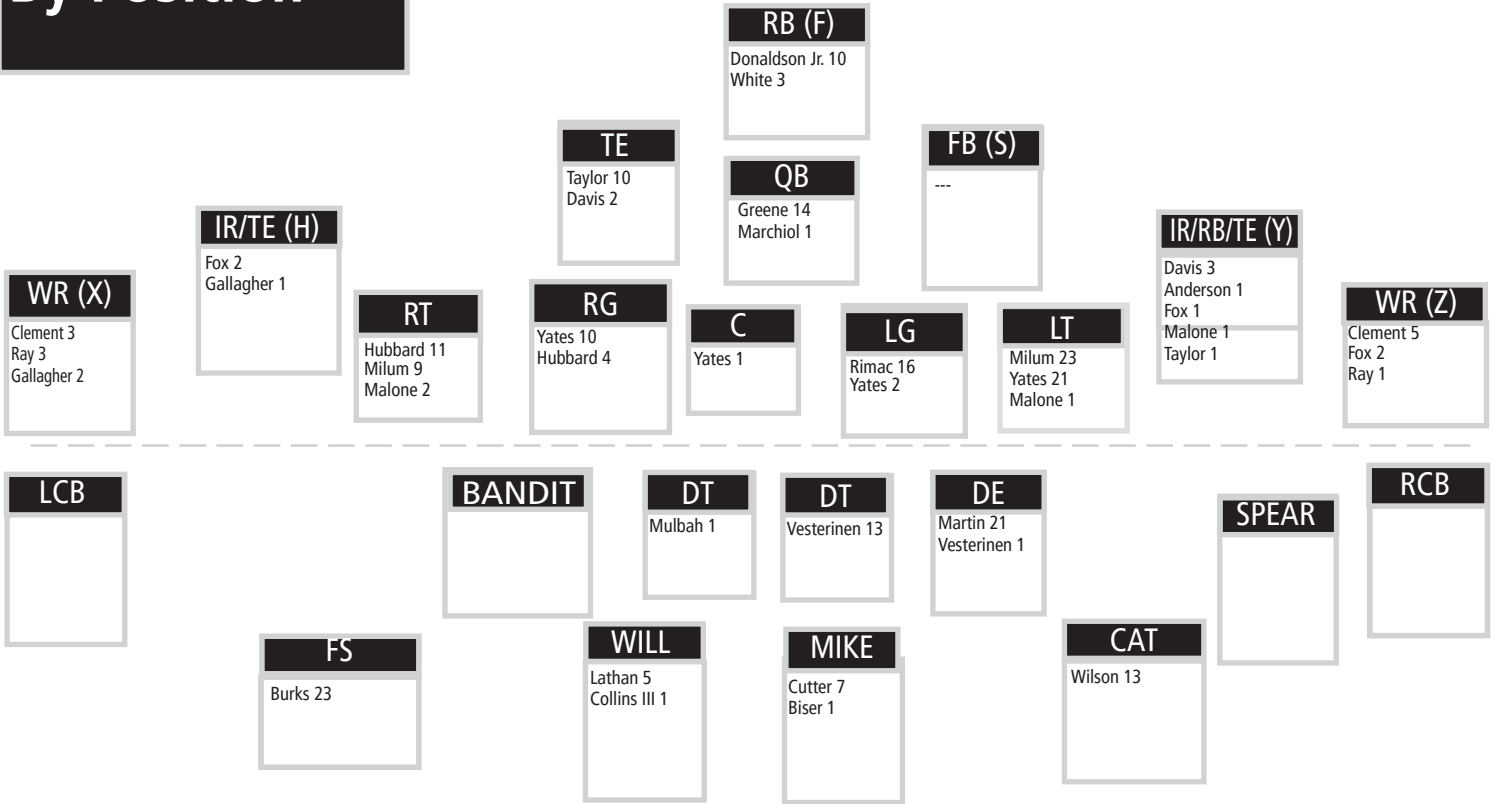 By Position
RB (F)
Donaldson Jr. 10
White 3
TE
Taylor 10
Davis 2
QB
Greene 14
Marchiol 1
FB (S)
---
IR/TE (H)
Fox 2
Gallagher 1
IR/RB/TE (Y)
Davis 3
Anderson 1
Fox 1
Malone 1
Taylor 1
WR (X)
Clement 3
Ray 3
Gallagher 2
RT
Hubbard 11
Milum 9
Malone 2
RG
Yates 10
Hubbard 4
C
Yates 1
LG
Rimac 16
Yates 2
LT
Milum 23
Yates 21
Malone 1
WR (Z)
Clement 5
Fox 2
Ray 1
LCB
BANDIT
DT
Mulbah 1
DT
Vesterinen 13
DE
Martin 21
Vesterinen 1
SPEAR
RCB
FS
Burks 23
WILL
Lathan 5
Collins III 1
MIKE
Cutter 7
Biser 1
CAT
Wilson 13